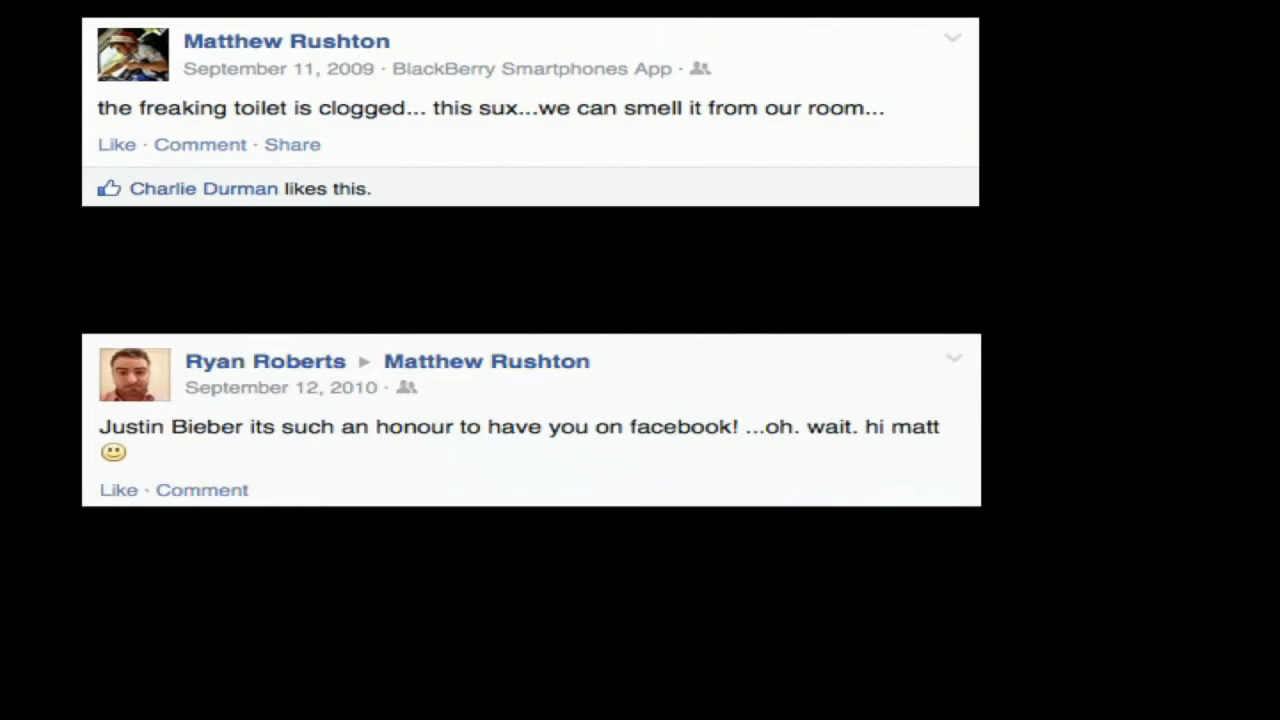 Matthew Rushton
September 11, 2009 · BlackBerry Smartphones App ·
the freaking toilet is clogged... this sux...we can smell it from our room...
Like · Comment · Share
Charlie Durman likes this.
Ryan Roberts ▸ Matthew Rushton
September 12, 2010 ·
Justin Bieber its such an honour to have you on facebook! ...oh. wait. hi matt
Like · Comment